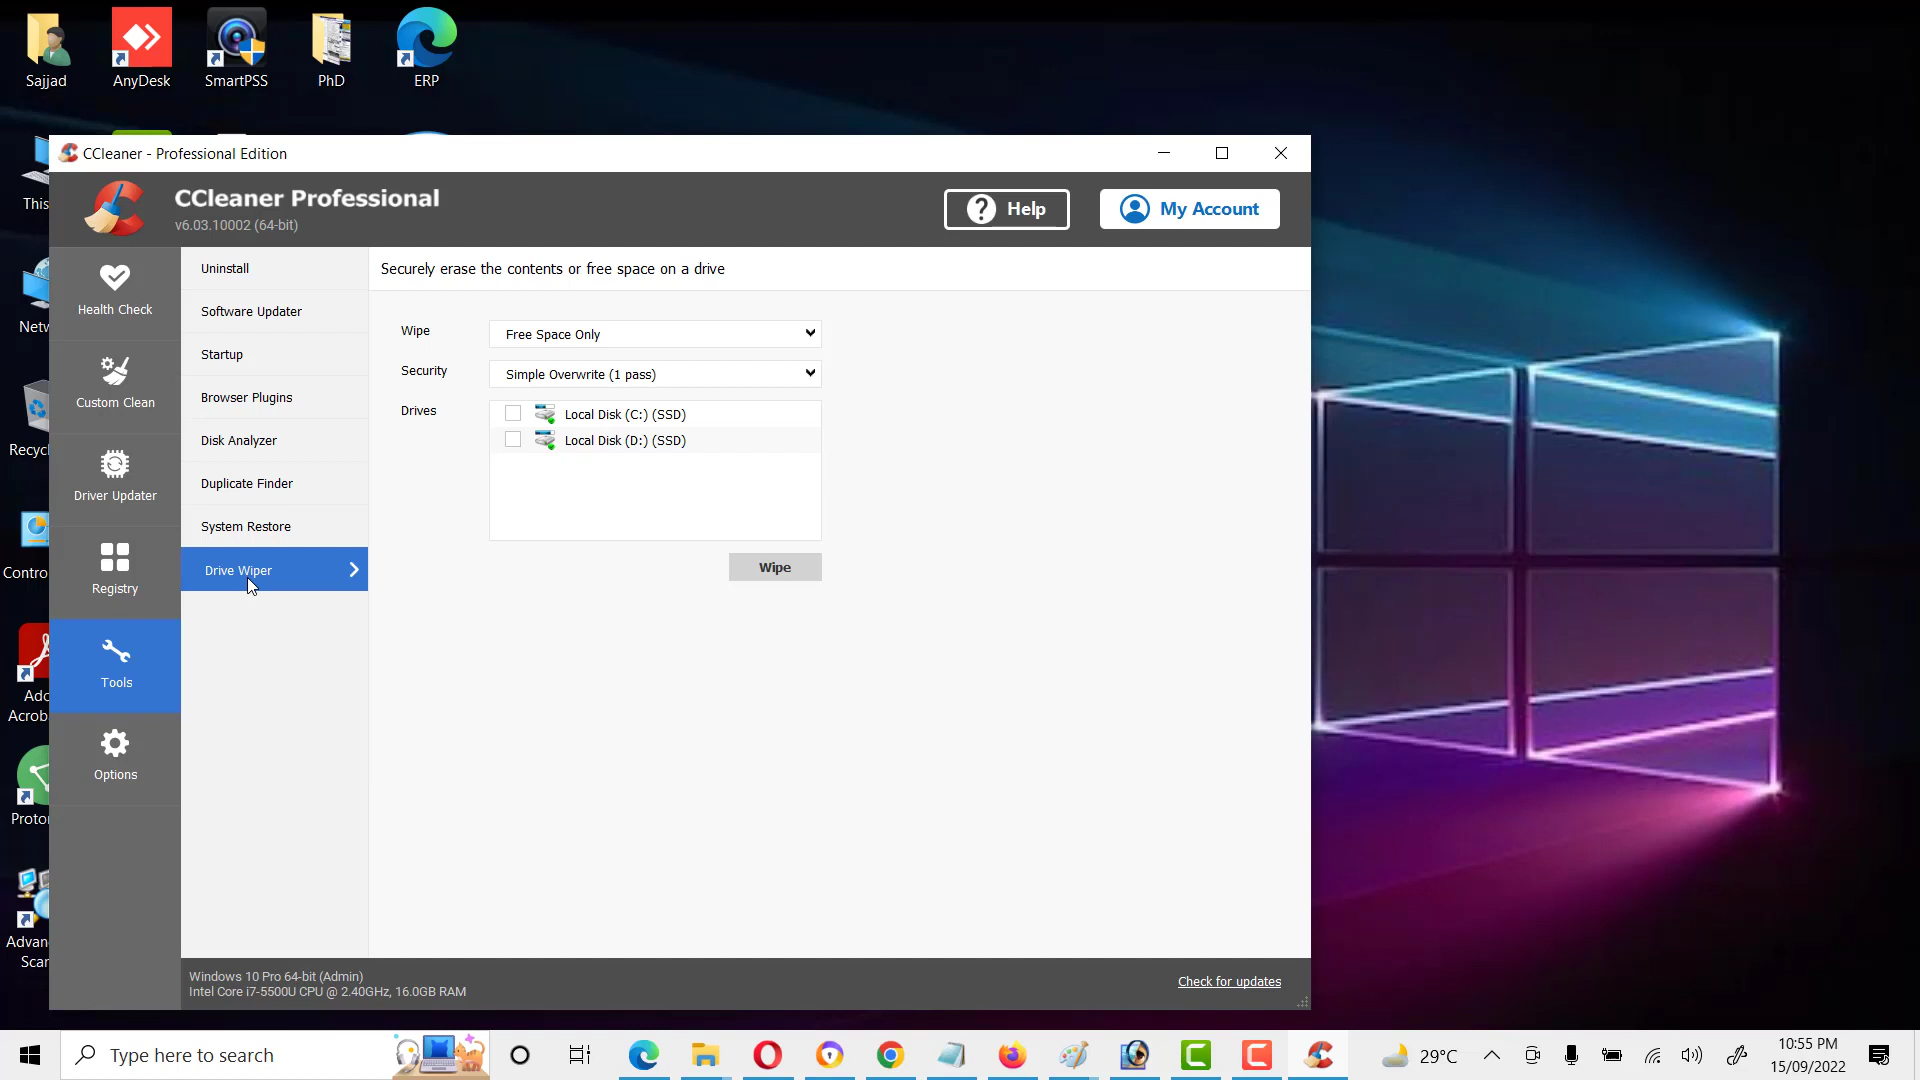 Sajjad
AnyDesk
SmartPSS
PhD
ERP
This
Netw
Recycl
Contro
Ado
Acroba
Proton
Advan
Scan
CCleaner - Professional Edition
CCleaner Professional
v6.03.10002 (64-bit)
Help
My Account
Health Check
Custom Clean
Driver Updater
Registry
Tools
Options
Uninstall
Software Updater
Startup
Browser Plugins
Disk Analyzer
Duplicate Finder
System Restore
Drive Wiper
Securely erase the contents or free space on a drive
Wipe
Free Space Only
Security
Simple Overwrite (1 pass)
Drives
Local Disk (C:) (SSD)
Local Disk (D:) (SSD)
Wipe
Windows 10 Pro 64-bit (Admin)
Intel Core i7-5500U CPU @ 2.40GHz, 16.0GB RAM
Check for updates
Type here to search
29°C
10:55 PM
15/09/2022